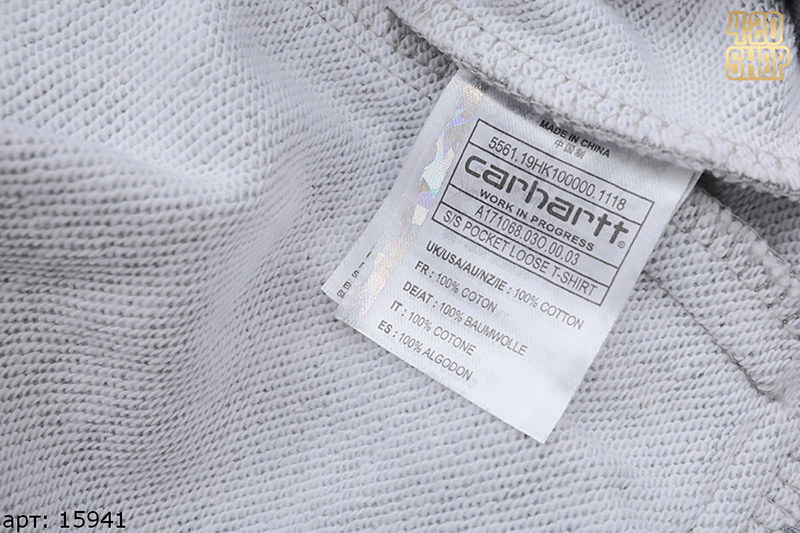 420
SHOP
MADE IN CHINA
中国制
5561.19HK100000.1118
carhartt®
WORK IN PROGRESS
A171068.03O.00.03
S/S POCKET LOOSE T-SHIRT
UK/USA/AU/NZ/IE : 100% COTTON
FR : 100% COTON
DE/AT : 100% BAUMWOLLE
IT : 100% COTONE
ES : 100% ALGODON
арт: 15941